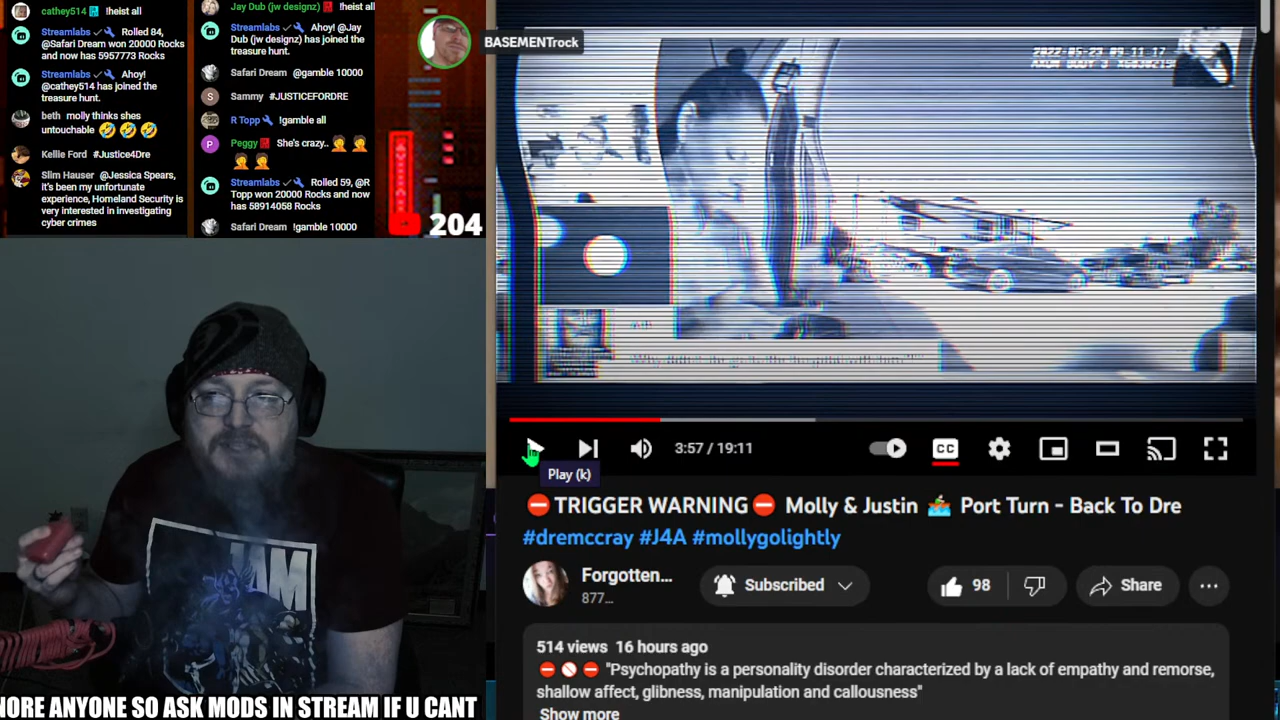 cathey514 !heist all
Streamlabs Rolled 84,
@Safari Dream won 20000 Rocks
and now has 5957773 Rocks
Streamlabs Ahoy!
@cathey514 has joined the
treasure hunt.
beth molly thinks shes
untouchable 🤣 🤣 🤣
Kellie Ford #Justice4Dre
Slim Hauser @Jessica Spears,
it's been my unfortunate
experience, Homeland Security is
very interested in investigating
cyber crimes
Jay Dub (jw designz) !heist all
Streamlabs Ahoy! @Jay
Dub (jw designz) has joined the
treasure hunt.
Safari Dream @gamble 10000
Sammy #JUSTICEFORDRE
R Topp !gamble all
Peggy She's crazy.. 🤦 🤦
🤦 🤦
Streamlabs Rolled 59, @R
Topp won 20000 Rocks and now
has 58914058 Rocks
Safari Dream !gamble 10000
204
BASEMENTrock
3:57 / 19:11
CC
Play (k)
⛔TRIGGER WARNING⛔ Molly & Justin 🚣 Port Turn - Back To Dre
#dremccray #J4A #mollygolightly
Forgotten...
877...
Subscribed
98
Share
514 views 16 hours ago
⛔ 🚫 ⛔ "Psychopathy is a personality disorder characterized by a lack of empathy and remorse,
shallow affect, glibness, manipulation and callousness"
Show more
NORE ANYONE SO ASK MODS IN STREAM IF U CANT